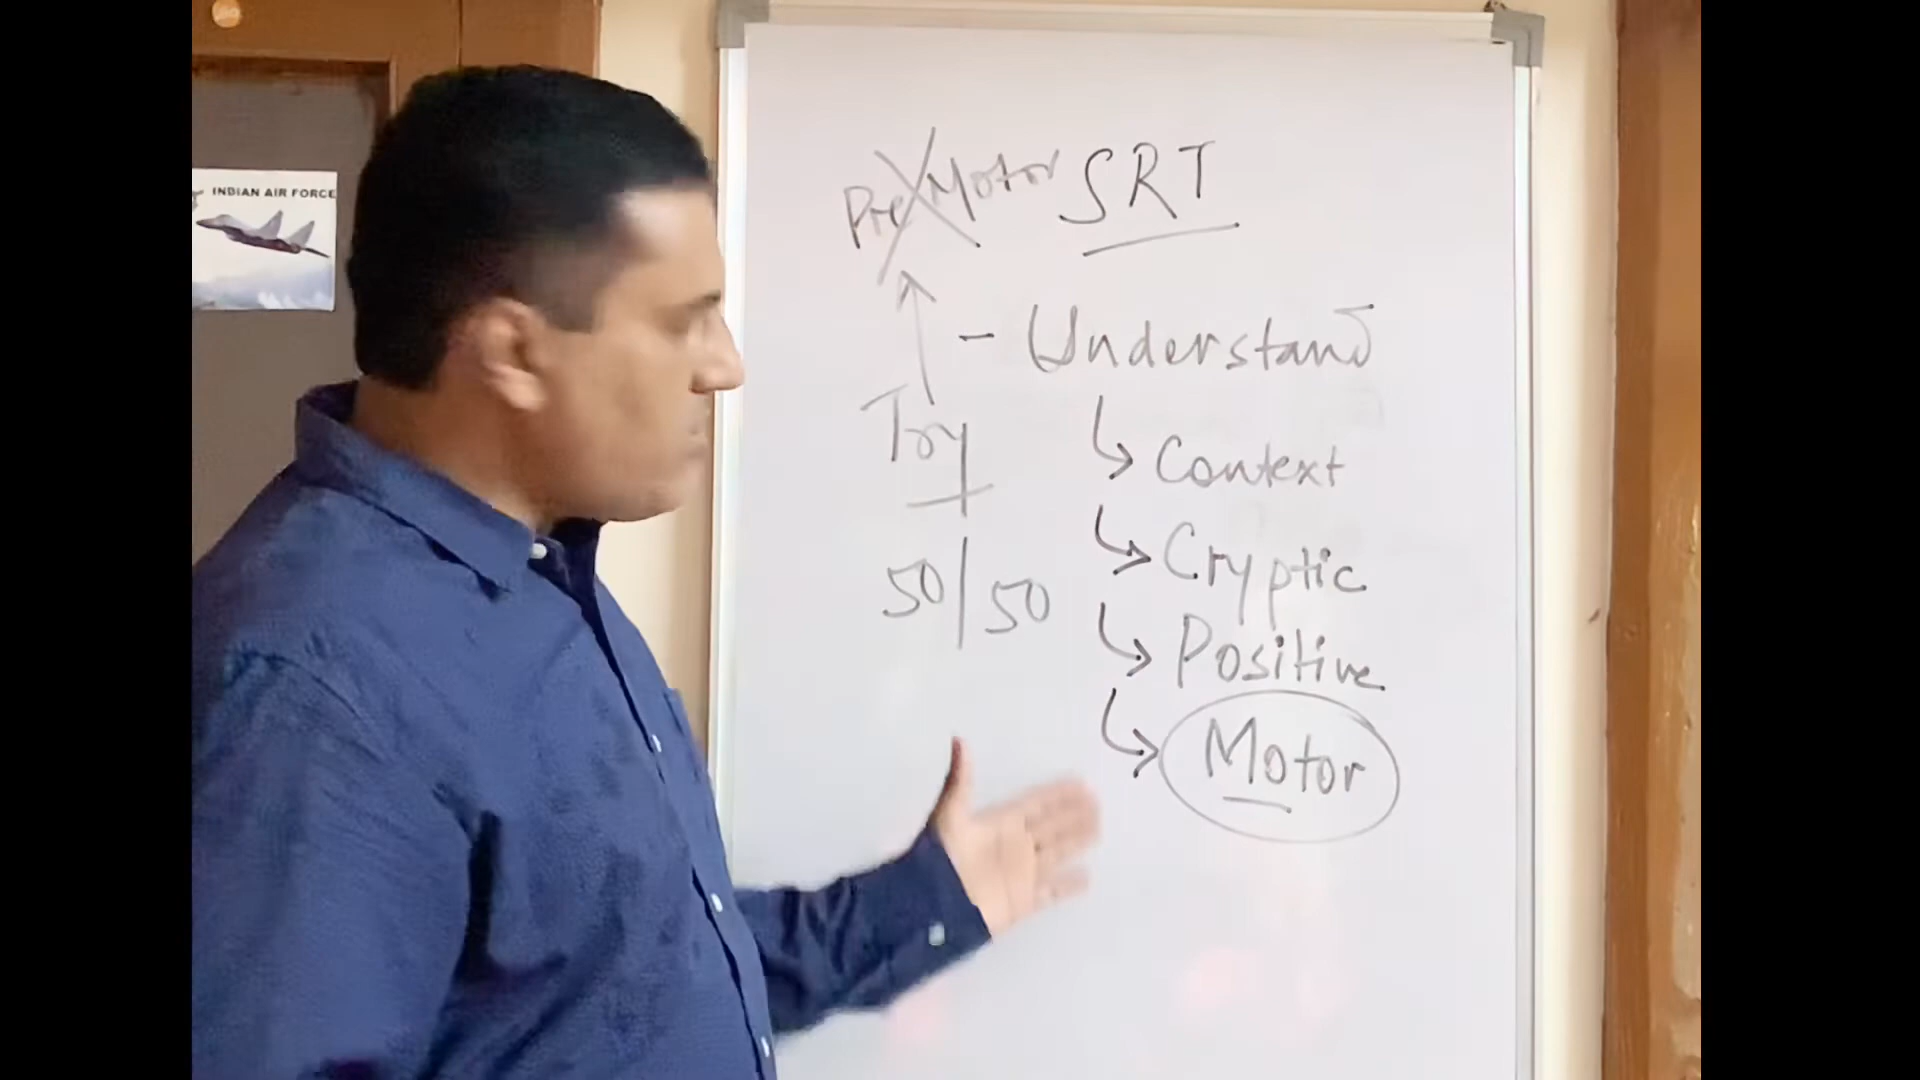 INDIAN AIR FORCE
Pre Motor SRT
- Understand
Try
Context
Cryptic
50/50
Positive
Motor